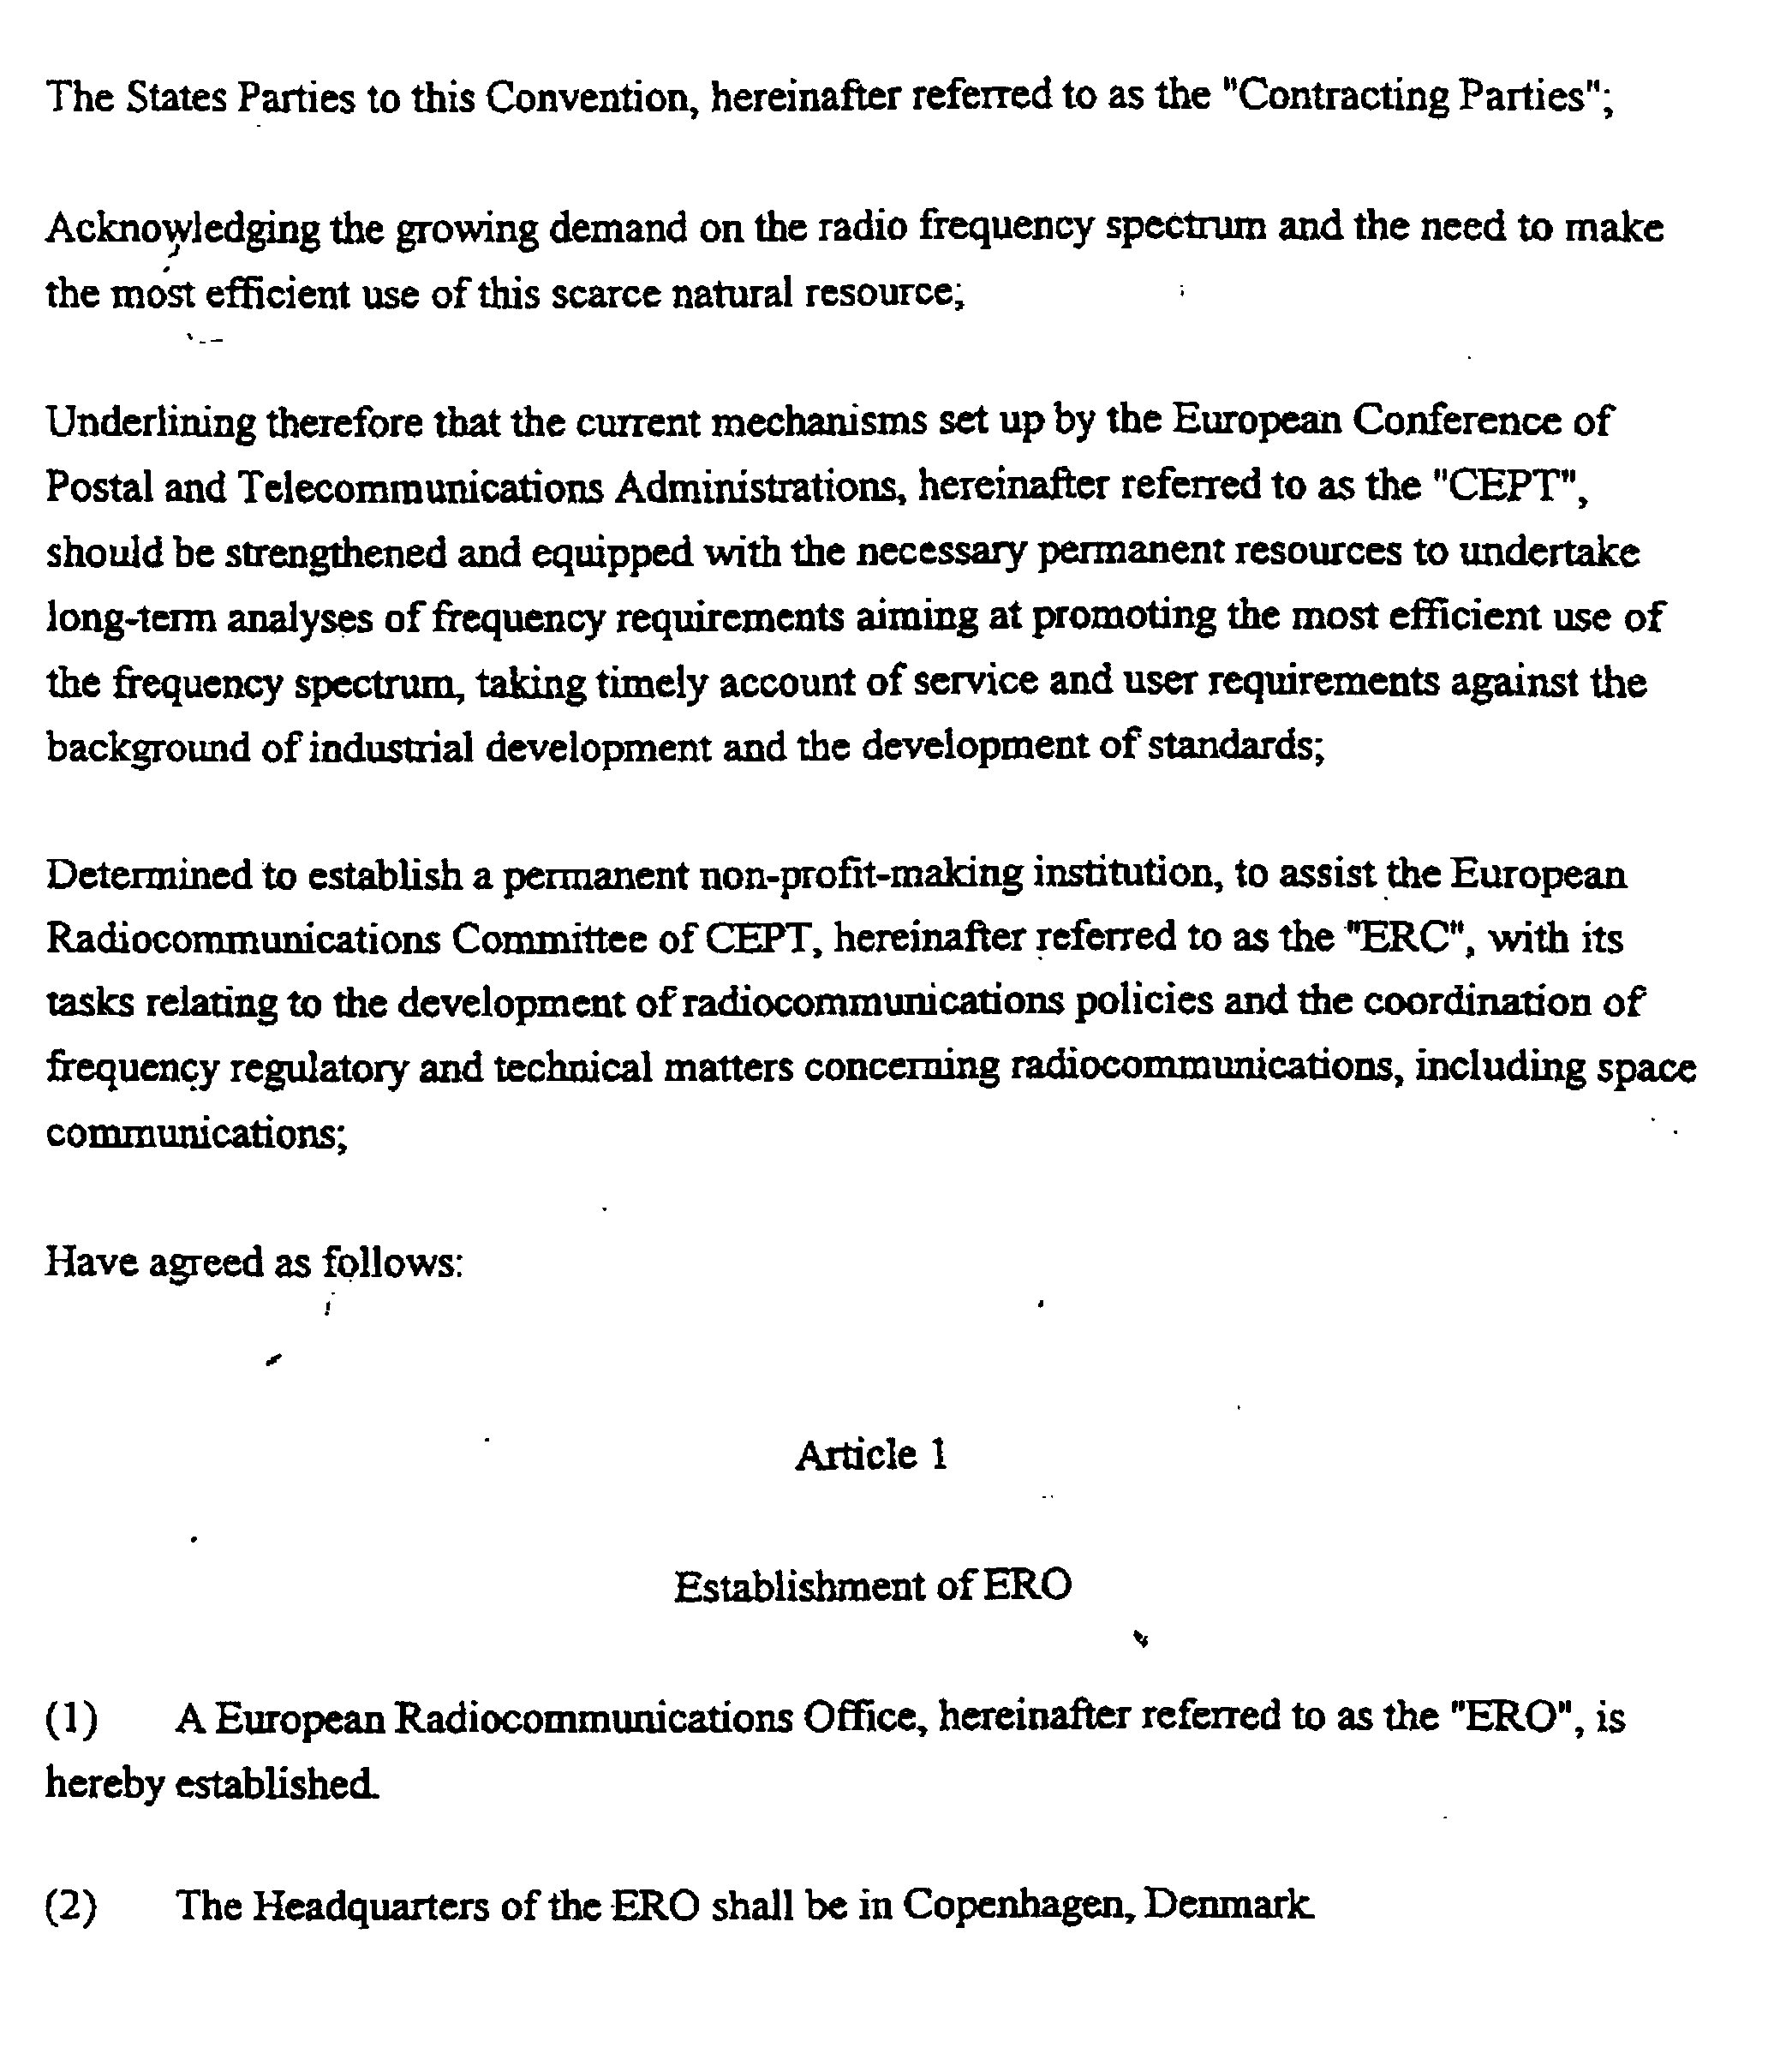 The States Parties to this Convention, hereinafter referred to as the "Contracting Parties";
Acknowledging the growing demand on the radio frequency spectrum and the need to make
the most efficient use of this scarce natural resource;
Underlining therefore that the current mechanisms set up by the European Conference of
Postal and Telecommunications Administrations, hereinafter referred to as the "CEPT",
should be strengthened and equipped with the necessary permanent resources to undertake
long-term analyses of frequency requirements aiming at promoting the most efficient use of
the frequency spectrum, taking timely account of service and user requirements against the
background of industrial development and the development of standards;
Determined to establish a permanent non-profit-making institution, to assist the European
Radiocommunications Committee of CEPT, hereinafter referred to as the "ERC", with its
tasks relating to the development of radiocommunications policies and the coordination of
frequency regulatory and technical matters concerning radiocommunications, including space
communications;
Have agreed as follows:
Article 1
Establishment of ERO
(1) A European Radiocommunications Office, hereinafter referred to as the "ERO", is
hereby established.
(2) The Headquarters of the ERO shall be in Copenhagen, Denmark.